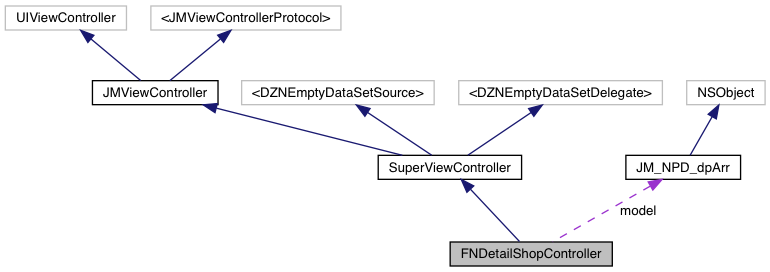 UIViewController
<JMViewControllerProtocol>
JMViewController
<DZNEmptyDataSetSource>
<DZNEmptyDataSetDelegate>
NSObject
SuperViewController
JM_NPD_dpArr
model
FNDetailShopController